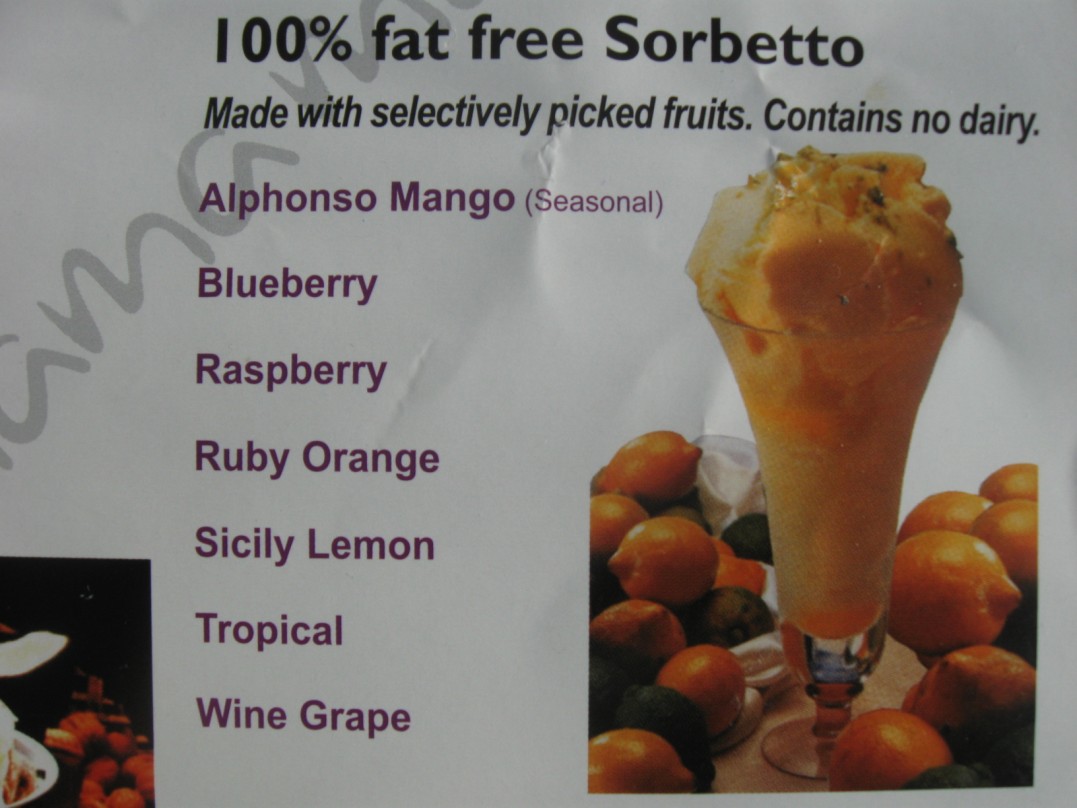 100% fat free Sorbetto
Made with selectively picked fruits. Contains no dairy.
Alphonso Mango (Seasonal)
Blueberry
Raspberry
Ruby Orange
Sicily Lemon
Tropical
Wine Grape